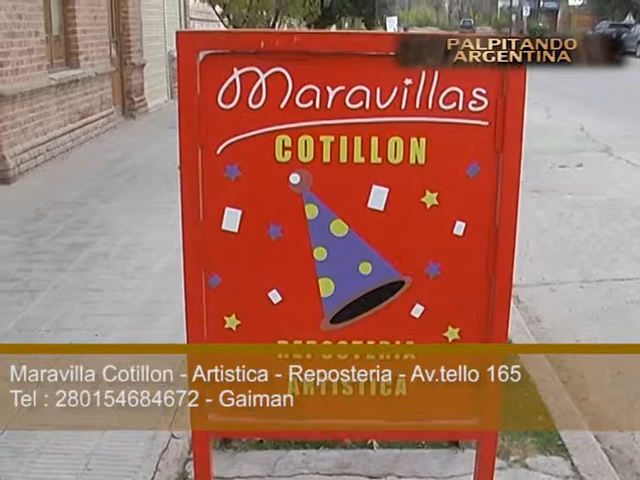 PALPITANDO
ARGENTINA
Maravillas
COTILLON
REPOSTERIA
ARTISTICA
Maravilla Cotillon - Artistica - Reposteria - Av.tello 165
Tel : 280154684672 - Gaiman